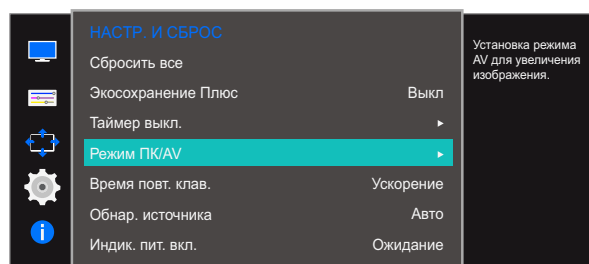 НАСТР. И СБРОС
Сбросить все
Экосохранение Плюс Выкл
Таймер выкл.
Режим ПК/AV
Время повт. клав. Ускорение
Обнар. источника Авто
Индик. пит. вкл. Ожидание
Установка режима
AV для увеличения
изображения.